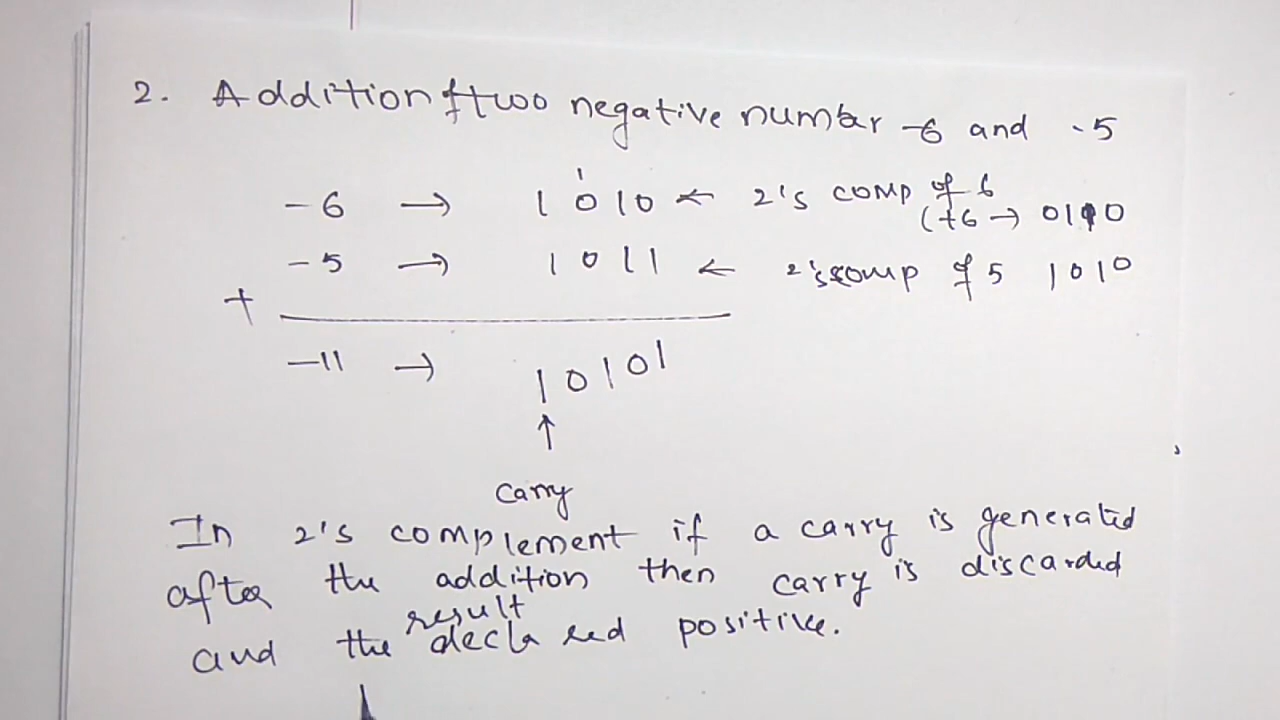 2. Addition of two negative number -6 and -5
1
-6 → 1010 ← 2's comp of 6
(+6 → 0110
-5 → 1011 ← 2's comp of 5 1010
+
-11 → 10101
↑
carry
In 2's complement if a carry is generated
after the addition then carry is discarded
result
and the declared positive.